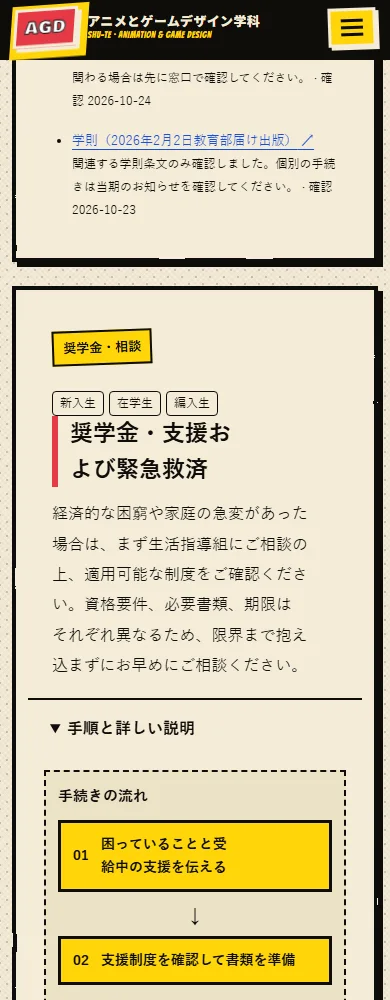 AGD
アニメとゲームデザイン学科
SHU-TE・ANIMATION & GAME DESIGN
関わる場合は先に窓口で確認してください。 · 確
認 2026-10-24
学則（2026年2月2日教育部届け出版） ↗
関連する学則条文のみ確認しました。個別の手続
きは当期のお知らせを確認してください。 · 確認
2026-10-23
奨学金・相談
新入生 在学生 編入生
奨学金・支援お
よび緊急救済
経済的な困窮や家庭の急変があった
場合は、まず生活指導組にご相談の
上、適用可能な制度をご確認くださ
い。資格要件、必要書類、期限は
それぞれ異なるため、限界まで抱え
込まずにお早めにご相談ください。
▼ 手順と詳しい説明
手続きの流れ
01 困っていることと受
給中の支援を伝える
↓
02 支援制度を確認して書類を準備